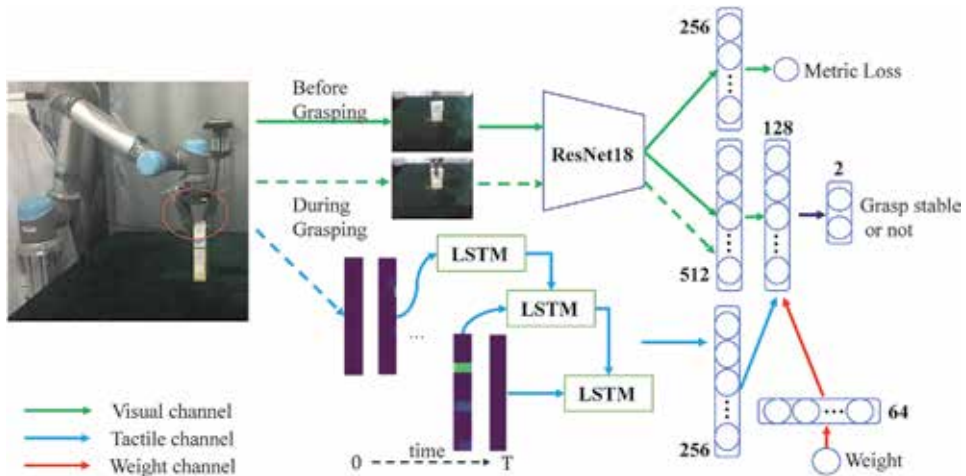 256
Metric Loss
Before
Grasping
ResNet18
128
2
Grasp stable
or not
During
Grasping
512
LSTM
LSTM
LSTM
...
256
64
Weight
Visual channel
Tactile channel
Weight channel
0
time
T